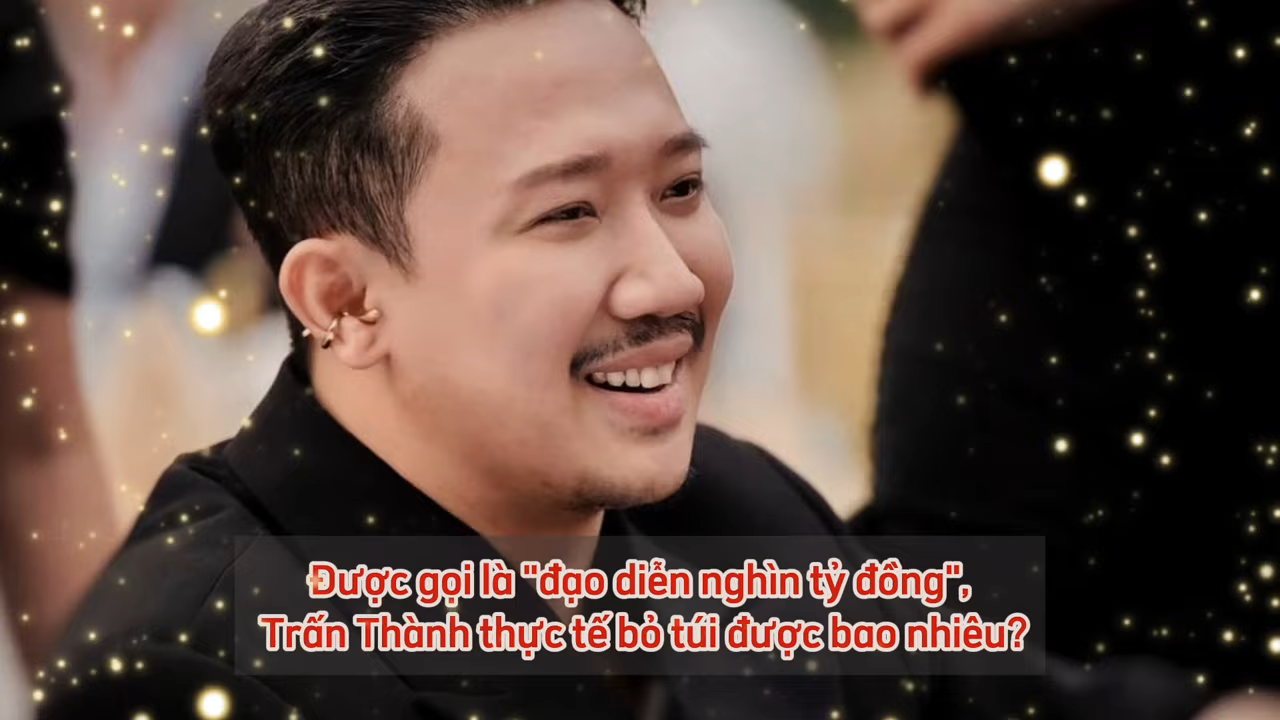 Được gọi là "đạo diễn nghìn tỷ đồng",
Trấn Thành thực tế bỏ túi được bao nhiêu?